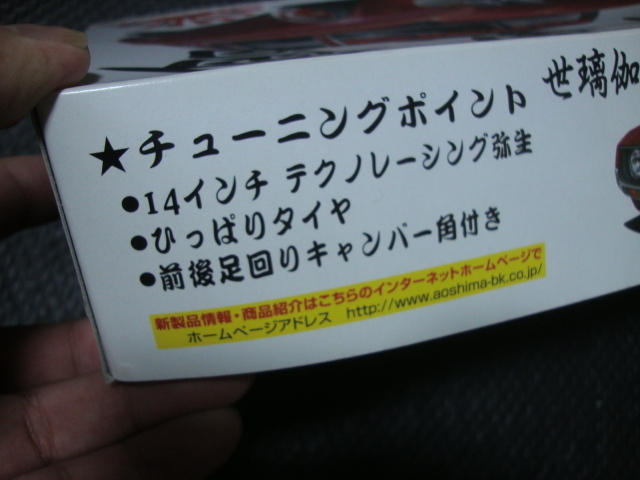 ★チューニングポイント
世璃伽
●14インチ テクノレーシング弥生
●ひっぱりタイヤ
●前後足回りキャンバー角付き
新製品情報・商品紹介はこちらのインターネットホームページで
ホームページアドレス http://www.aoshima-bk.co.jp/